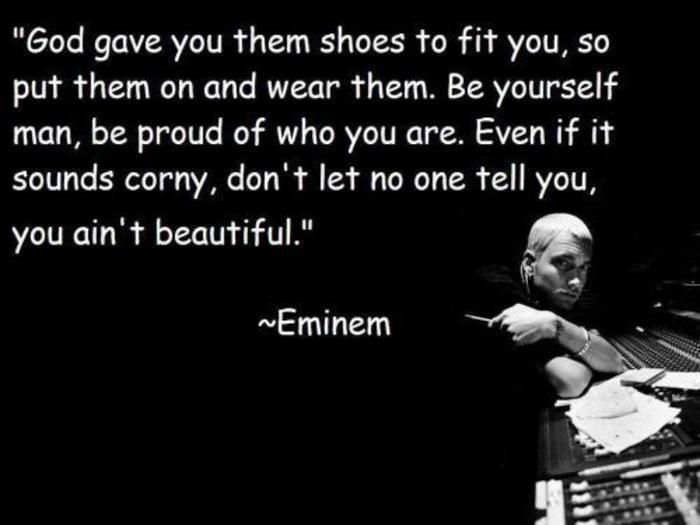 "God gave you them shoes to fit you, so
put them on and wear them. Be yourself
man, be proud of who you are. Even if it
sounds corny, don't let no one tell you,
you ain't beautiful."
~Eminem